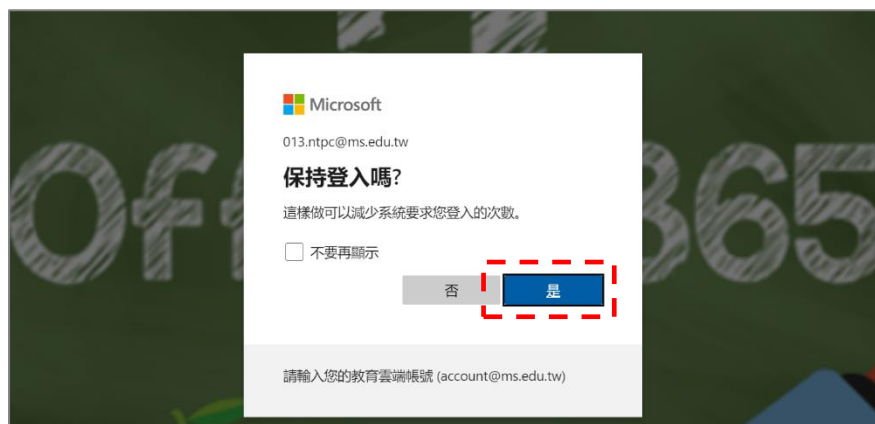 Microsoft
013.ntpc@ms.edu.tw
保持登入嗎?
這樣做可以減少系統要求您登入的次數。
不要再顯示
否 是
請輸入您的教育雲端帳號 (account@ms.edu.tw)
Off 365